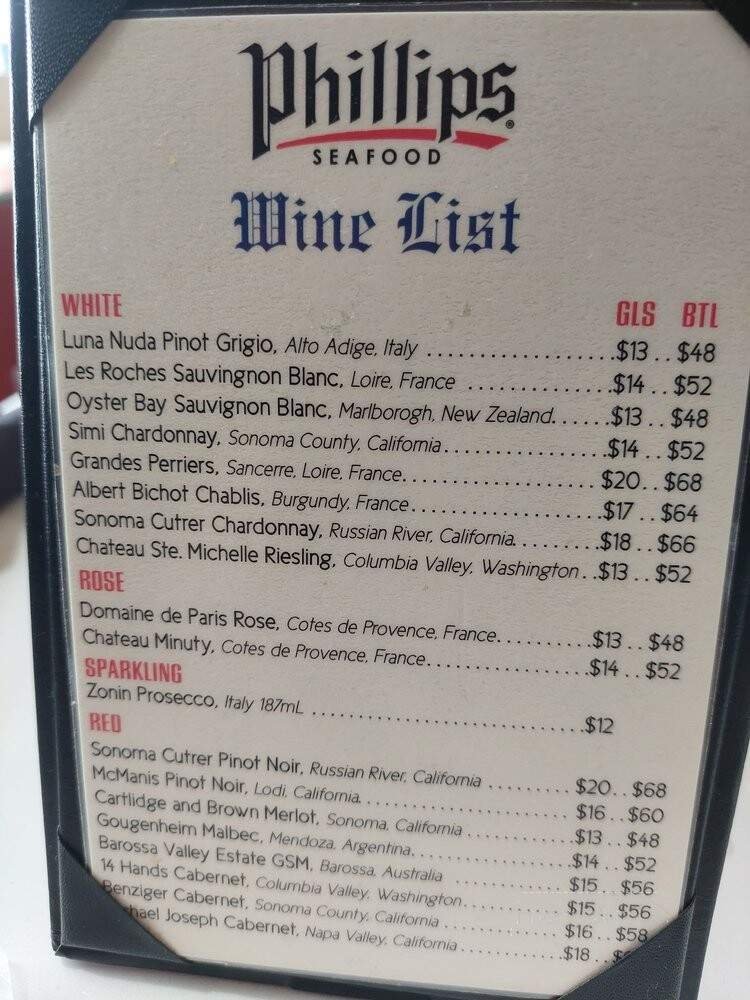 Phillips®
SEAFOOD
Wine List
WHITE GLS BTL
Luna Nuda Pinot Grigio, Alto Adige, Italy ..................$13 .. $48
Les Roches Sauvingnon Blanc, Loire, France ..............$14 .. $52
Oyster Bay Sauvignon Blanc, Marlborogh, New Zealand......$13 .. $48
Simi Chardonnay, Sonoma County, California.................$14 .. $52
Grandes Perriers, Sancerre, Loire, France.....................$20 .. $68
Albert Bichot Chablis, Burgundy, France......................$17 .. $64
Sonoma Cutrer Chardonnay, Russian River, California.........$18 .. $66
Chateau Ste. Michelle Riesling, Columbia Valley, Washington ..$13 .. $52
ROSE
Domaine de Paris Rose, Cotes de Provence, France..........$13 .. $48
Chateau Minuty, Cotes de Provence, France.................$14 .. $52
SPARKLING
Zonin Prosecco, Italy 187mL ..............................$12
RED
Sonoma Cutrer Pinot Noir, Russian River, California .........$20 .. $68
McManis Pinot Noir, Lodi, California.........................$16 .. $60
Cartlidge and Brown Merlot, Sonoma, California ............$13 .. $48
Gougenheim Malbec, Mendoza, Argentina...................$14 .. $52
Barossa Valley Estate GSM, Barossa, Australia .............$15 .. $56
14 Hands Cabernet, Columbia Valley, Washington...........$15 .. $56
Benziger Cabernet, Sonoma County, California .............$16 .. $58
Joseph Cabernet, Napa Valley, California ............$18 ..